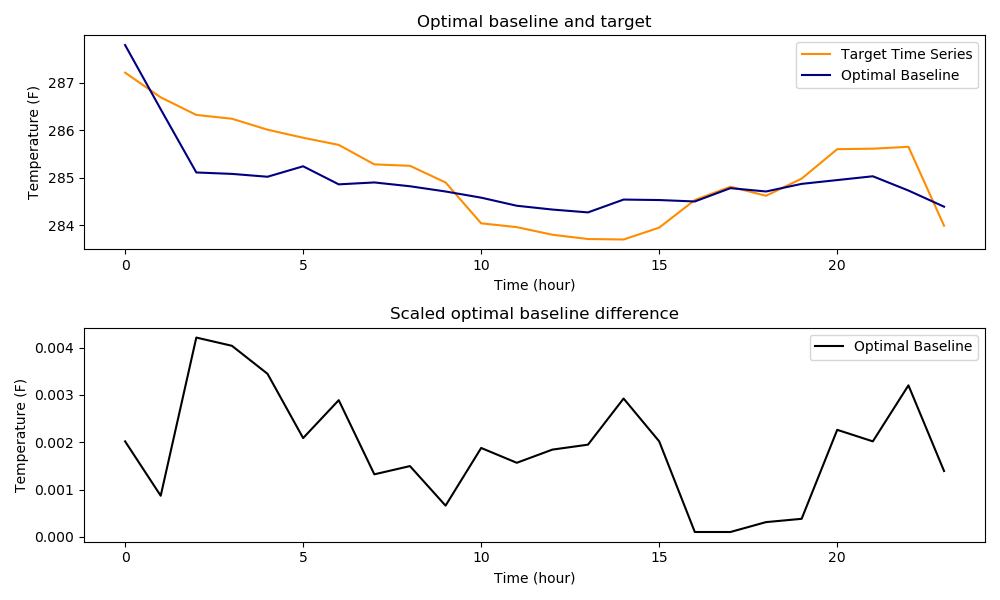 Optimal baseline and target
Temperature (F)
287
286
285
284
Target Time Series
Optimal Baseline
0 5 10 15 20
Time (hour)
Scaled optimal baseline difference
Temperature (F)
0.004
0.003
0.002
0.001
0.000
Optimal Baseline
0 5 10 15 20
Time (hour)